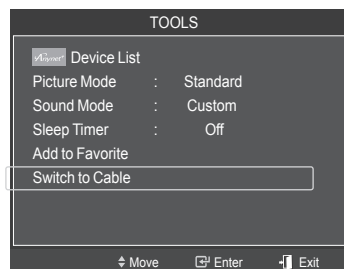 TOOLS
Anynet+ Device List
Picture Mode : Standard
Sound Mode : Custom
Sleep Timer : Off
Add to Favorite
Switch to Cable
Move Enter Exit